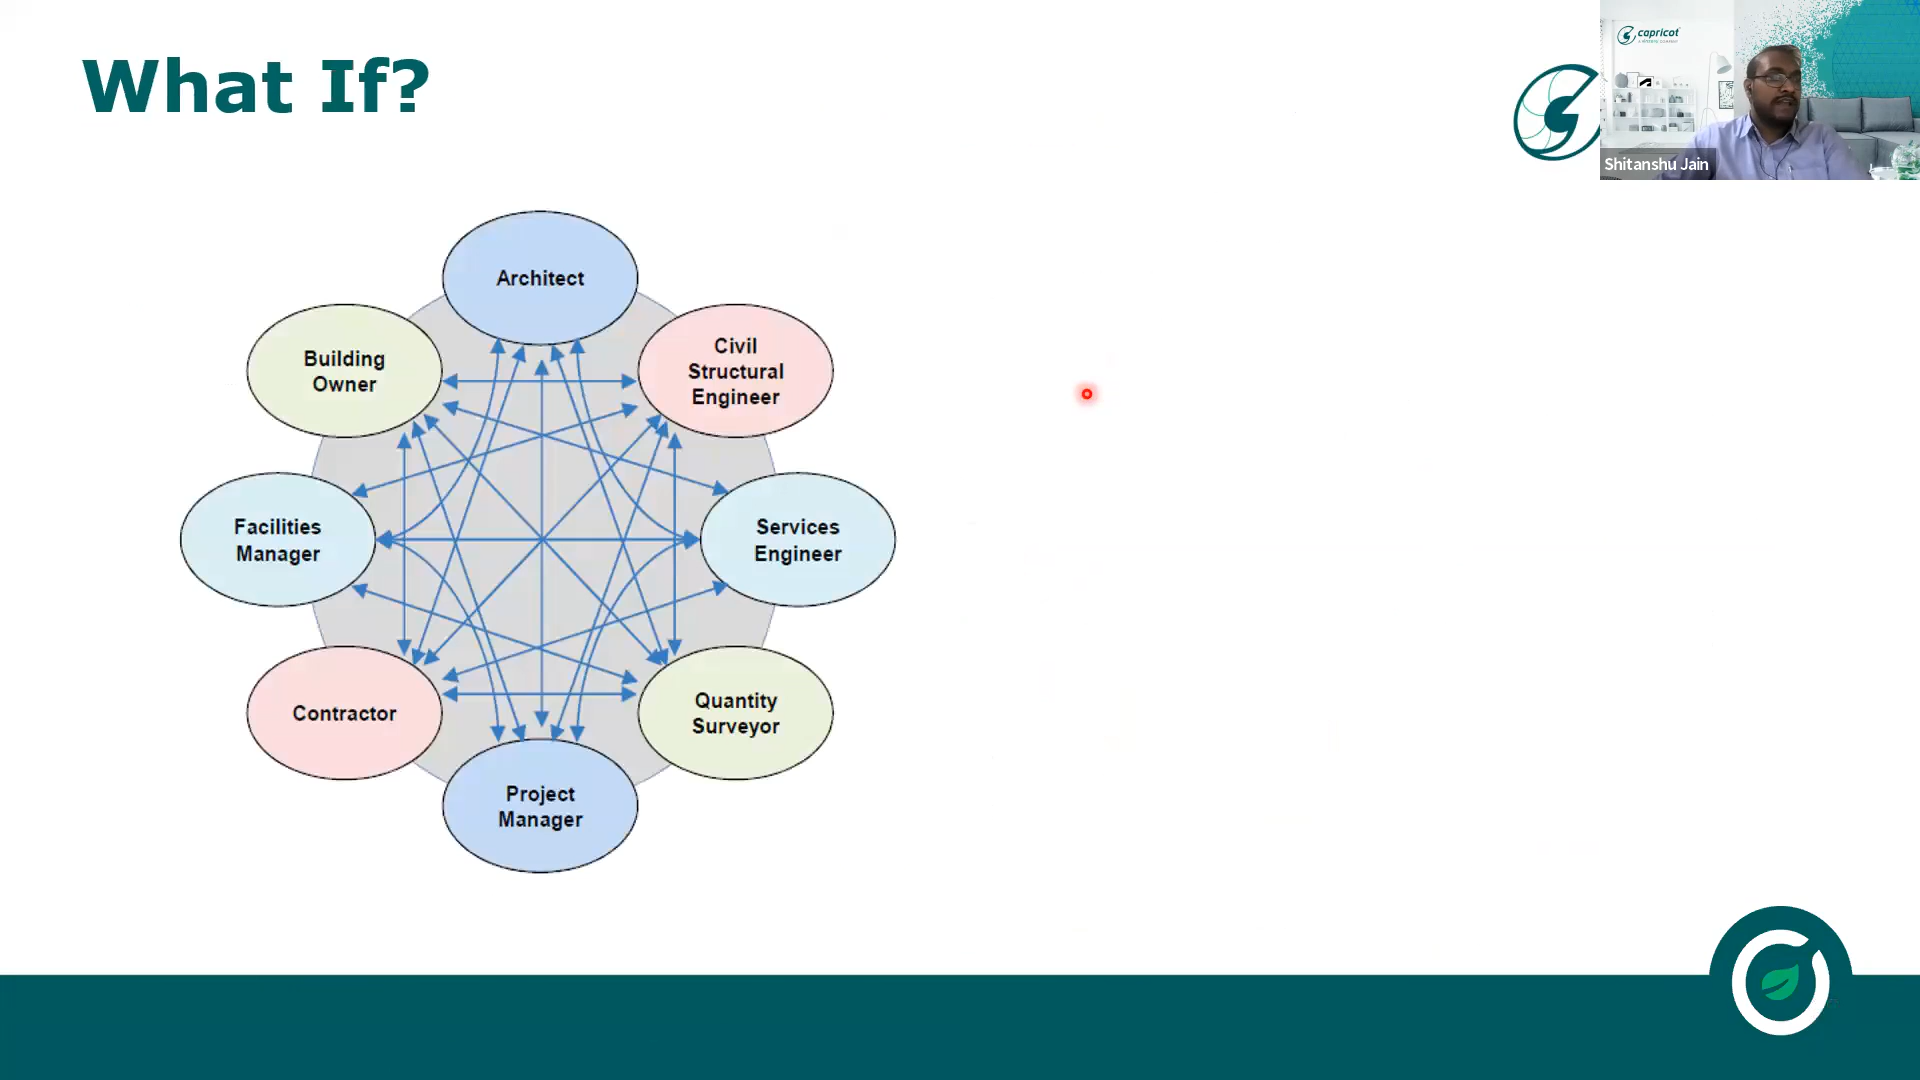 What If?
capricot
Shitanshu Jain
Architect
Building
Owner
Civil
Structural
Engineer
Facilities
Manager
Services
Engineer
Contractor
Quantity
Surveyor
Project
Manager